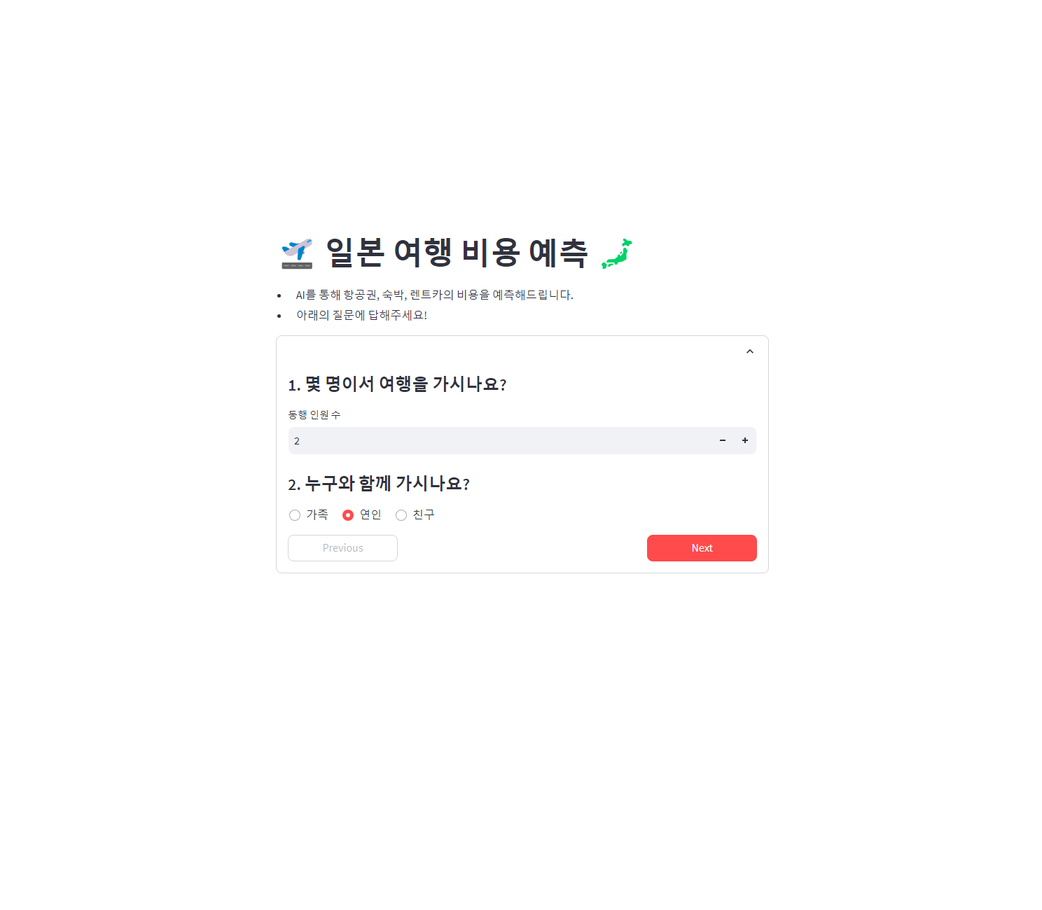 일본 여행 비용 예측
• AI를 통해 항공권, 숙박, 렌트카의 비용을 예측해드립니다.
• 아래의 질문에 답해주세요!
1. 몇 명이서 여행을 가시나요?
동행 인원 수
2 − +
2. 누구와 함께 가시나요?
가족 연인 친구
Previous Next